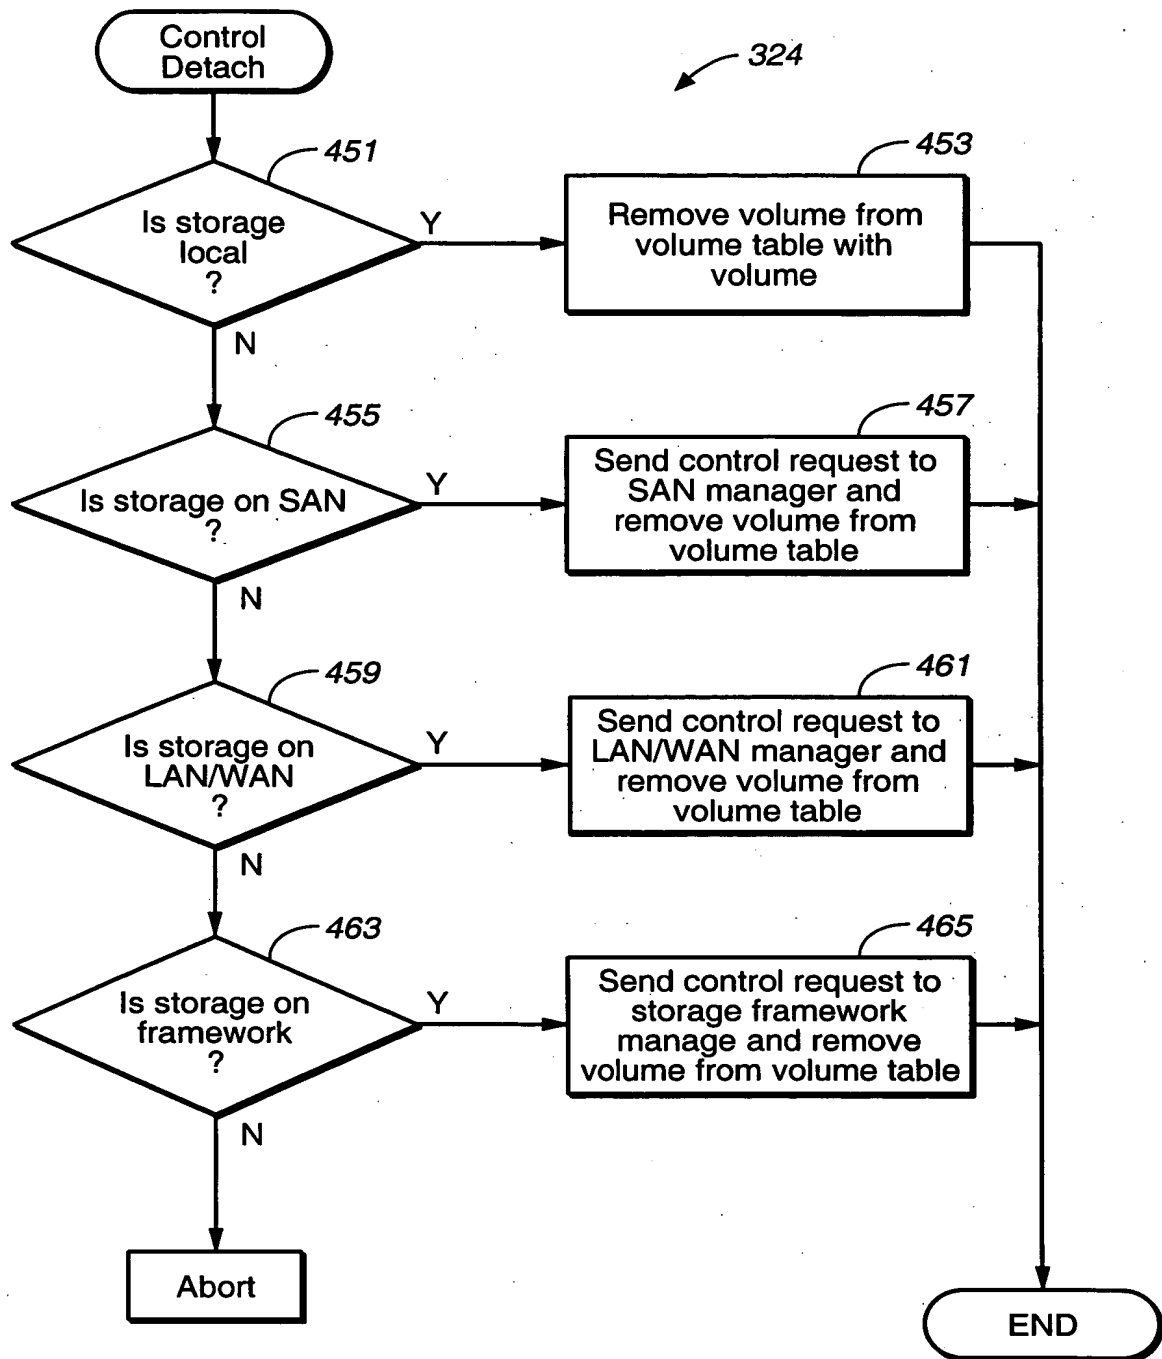 Control
Detach
324
451
Is storage
local
?
Y
N
453
Remove volume from
volume table with
volume
455
Is storage on SAN
?
Y
N
457
Send control request to
SAN manager and
remove volume from
volume table
459
Is storage on
LAN/WAN
?
Y
N
461
Send control request to
LAN/WAN manager and
remove volume from
volume table
463
Is storage on
framework
?
Y
N
465
Send control request to
storage framework
manage and remove
volume from volume table
Abort
END